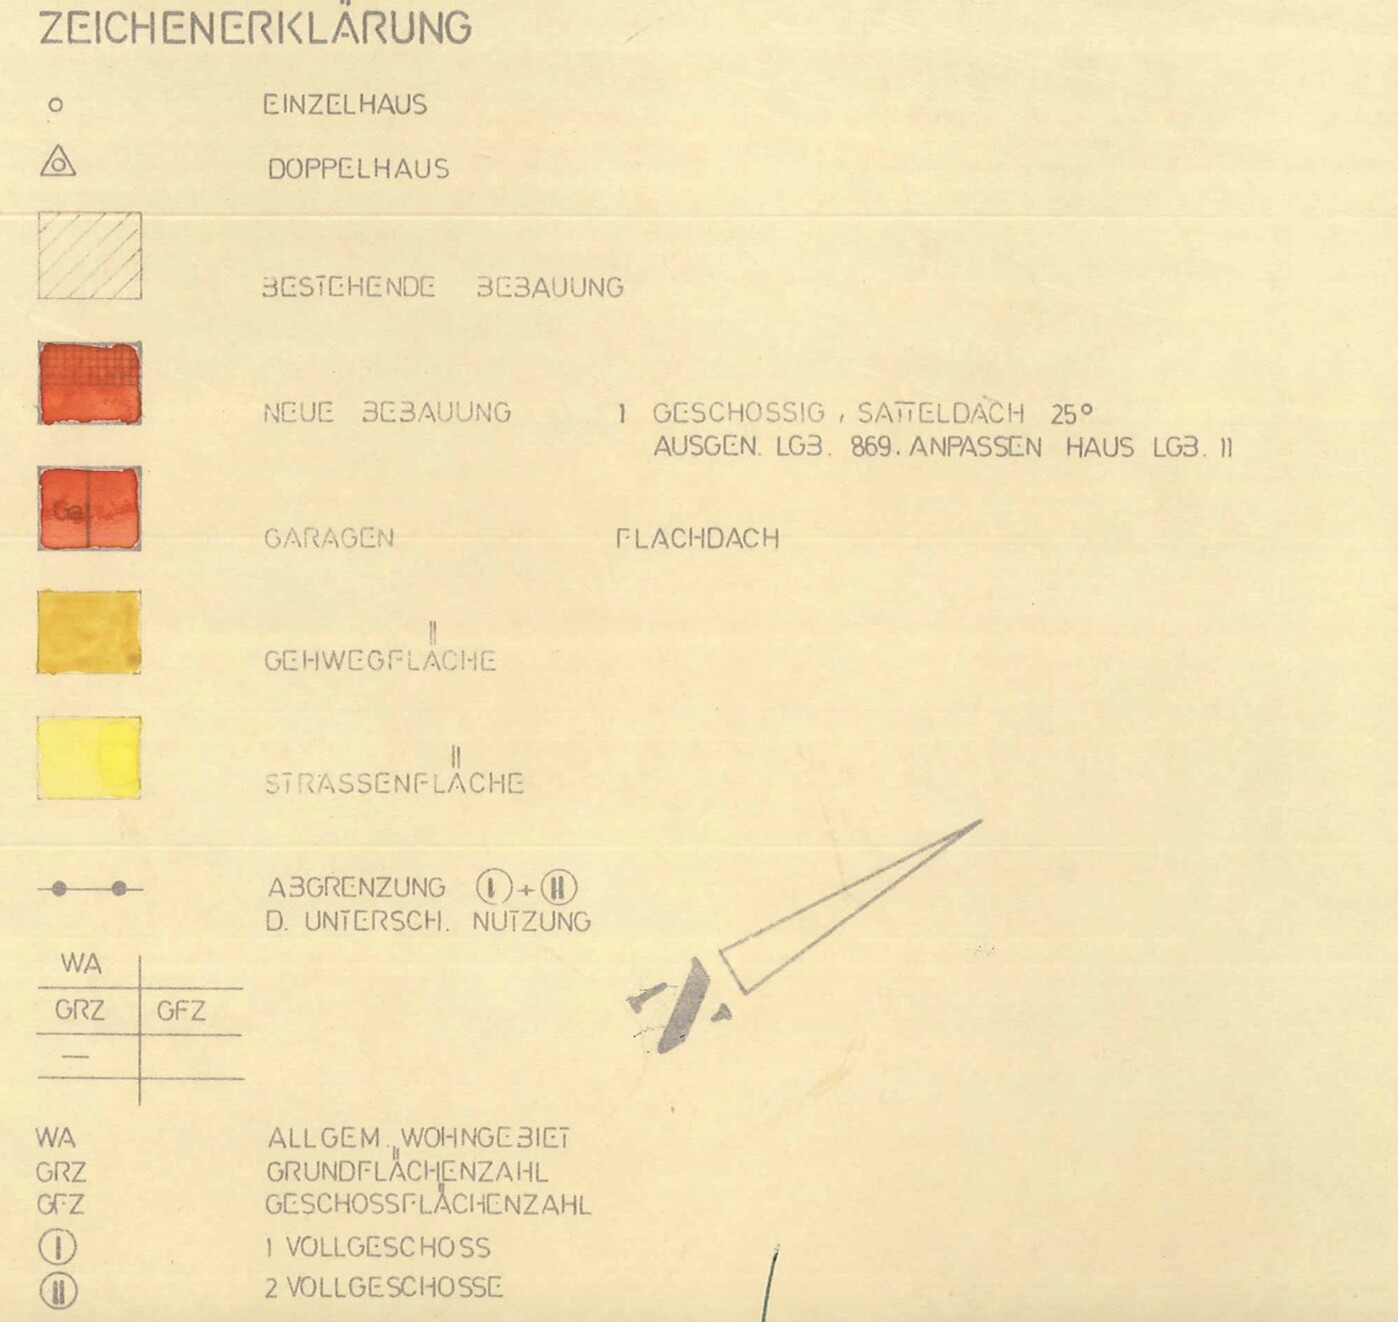 ZEICHENERKLÄRUNG
EINZELHAUS
DOPPELHAUS
BESTEHENDE BEBAUUNG
NEUE BEBAUUNG 1 GESCHOSSIG, SATTELDACH 25°
AUSGEN. LGB. 869. ANPASSEN HAUS LGB. 11
Ga
GARAGEN FLACHDACH
GEHWEGFLÄCHE
STRASSENFLÄCHE
ABGRENZUNG I + II
D. UNTERSCH. NUTZUNG
WA
GRZ GFZ
—
WA ALLGEM. WOHNGEBIET
GRZ GRUNDFLÄCHENZAHL
GFZ GESCHOSSFLÄCHENZAHL
I 1 VOLLGESCHOSS
II 2 VOLLGESCHOSSE